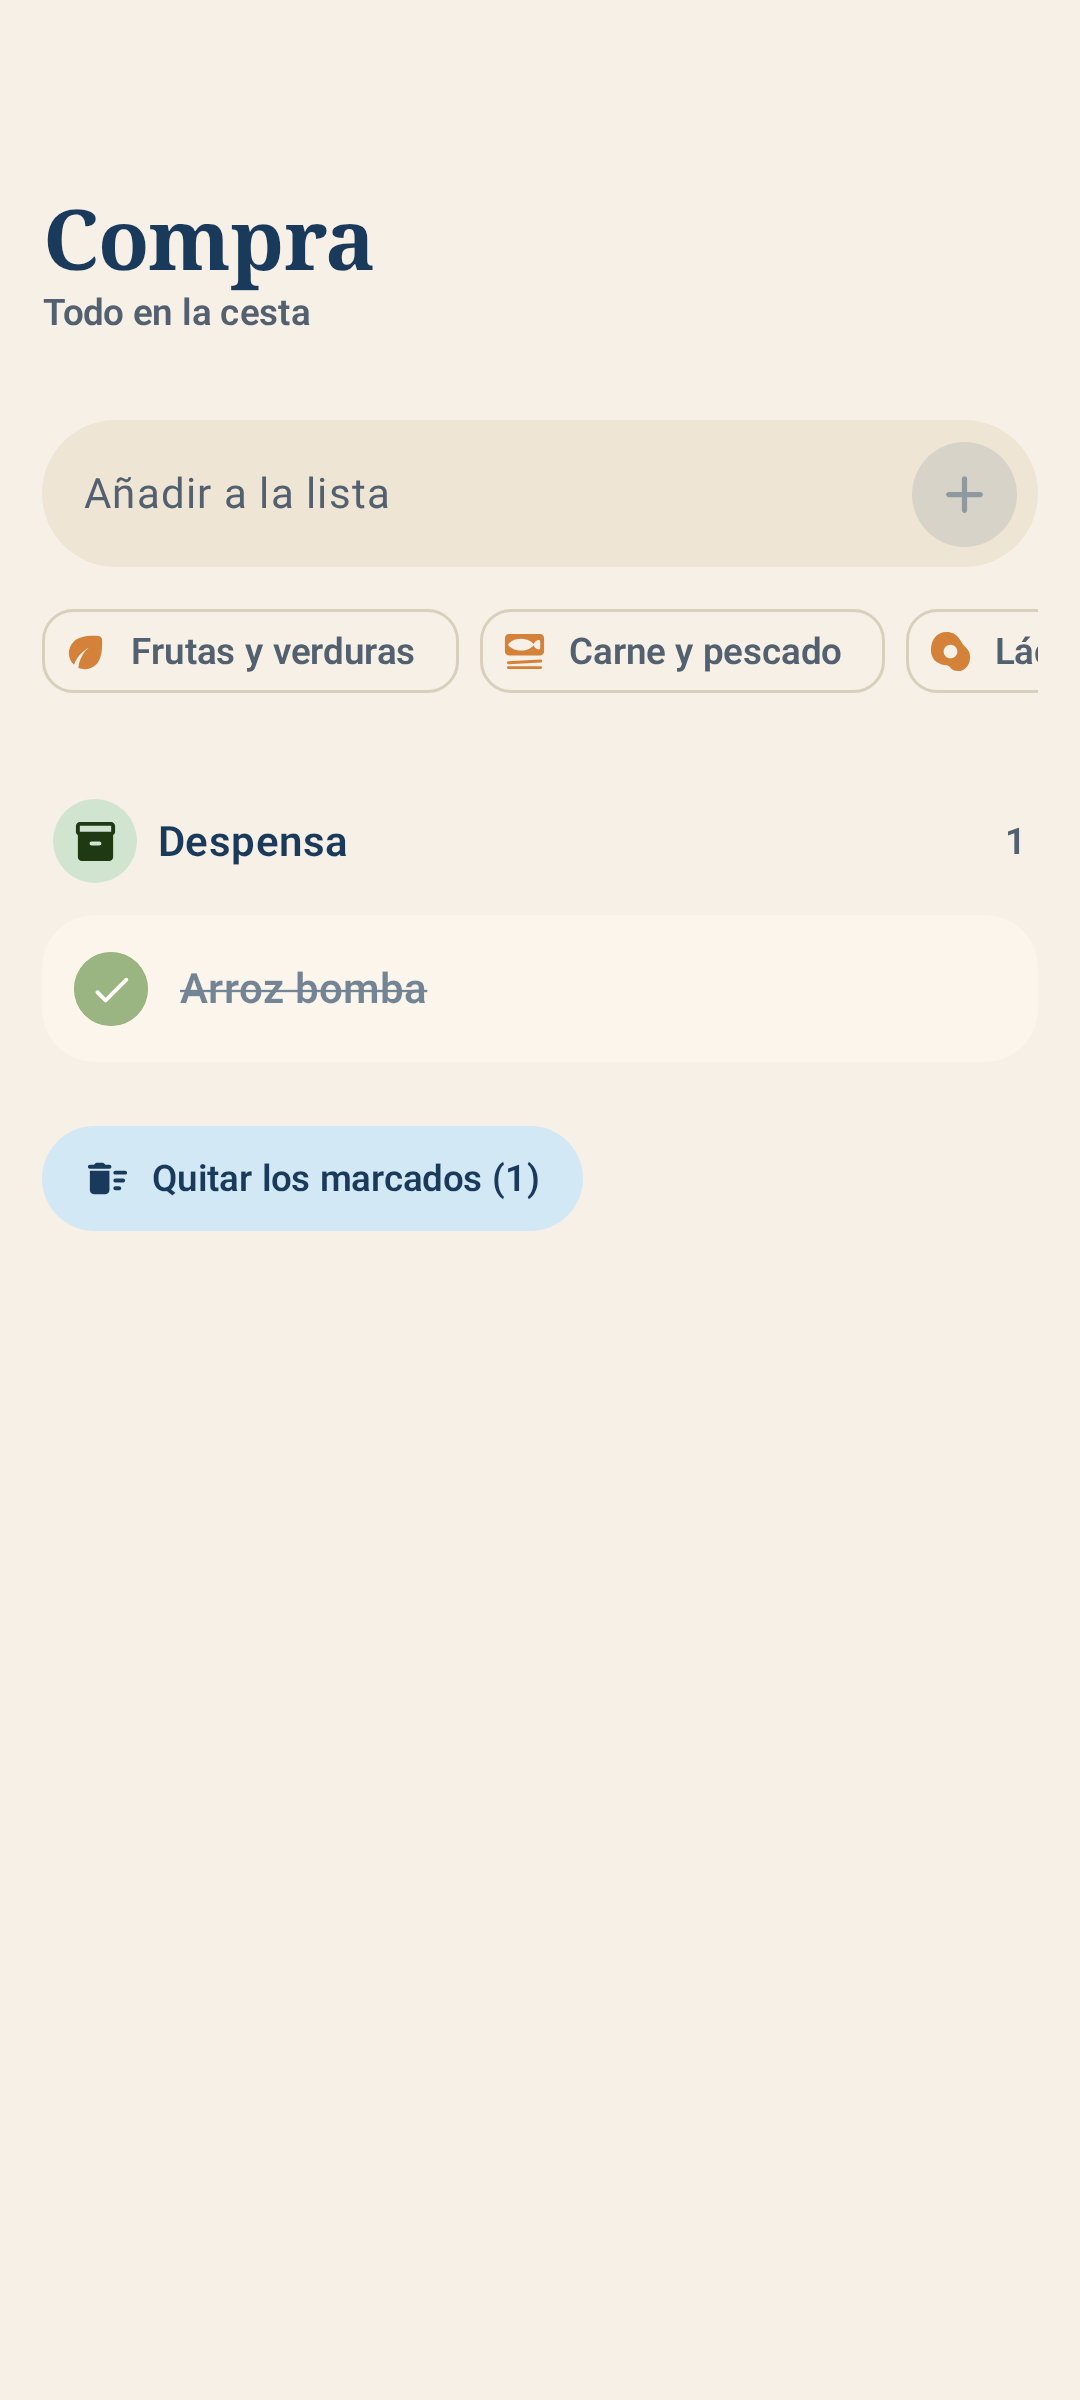 Compra
Todo en la cesta
Añadir a la lista
Frutas y verduras
Carne y pescado
Despensa
1
Arroz bomba
Quitar los marcados (1)